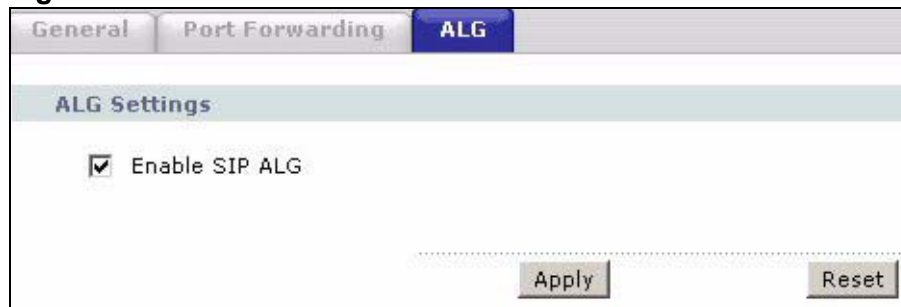 General Port Forwarding ALG
ALG Settings
Enable SIP ALG
Apply Reset